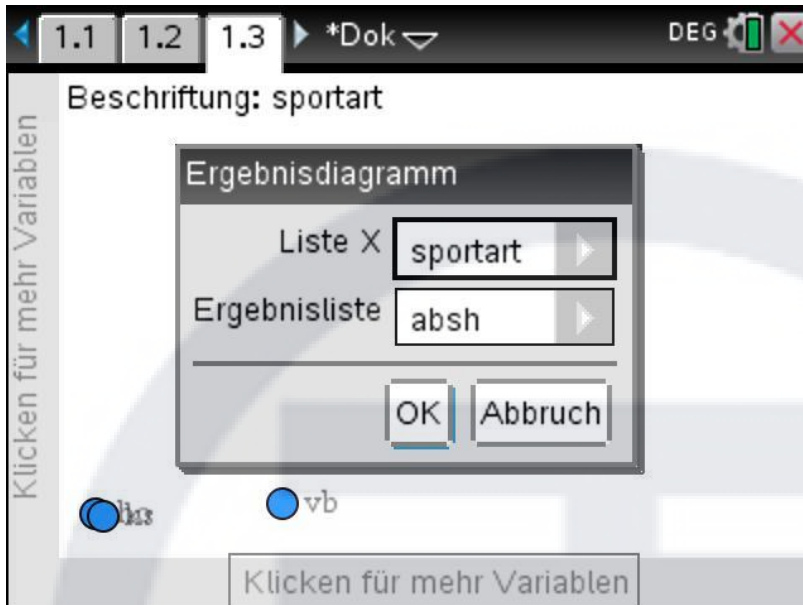 1.1 1.2 1.3 *Dok DEG
Beschriftung: sportart
Klicken für mehr Variablen
Ergebnisdiagramm
Liste X sportart
Ergebnisliste absh
OK Abbruch
vb
Klicken für mehr Variablen